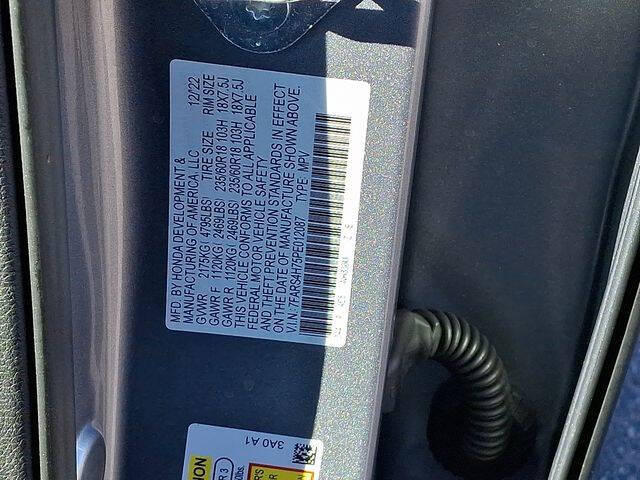 MFD. BY HONDA DEVELOPMENT &
MANUFACTURING OF AMERICA, LLC 12/22
GVWR 2175KG( 4795LBS) TIRE SIZE RIM SIZE
GAWR F 1120KG( 2469LBS) 235/60R18 103H 18X7.5J
GAWR R 1120KG( 2469LBS) 235/60R18 103H 18X7.5J
THIS VEHICLE CONFORMS TO ALL APPLICABLE
FEDERAL MOTOR VEHICLE SAFETY
AND THEFT PREVENTION STANDARDS IN EFFECT
ON THE DATE OF MANUFACTURE SHOWN ABOVE.
V.I.N: 7FARS4H75PE012087 TYPE: MPV
3A0 A1